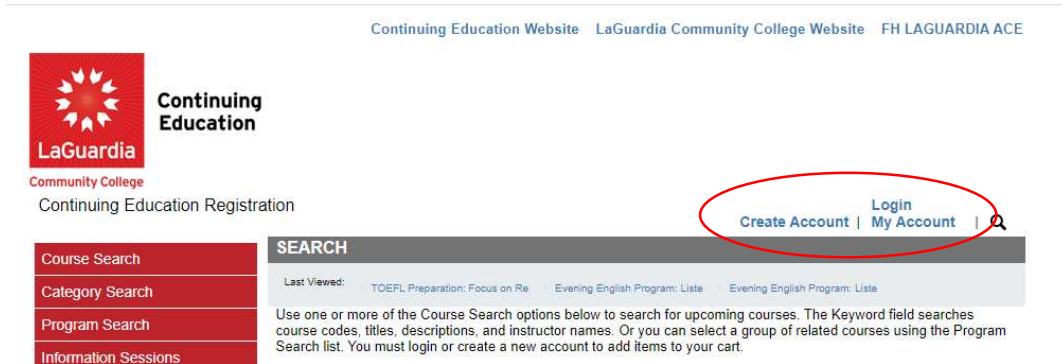 Continuing Education Website LaGuardia Community College Website FH LAGUARDIA ACE
Continuing
Education
LaGuardia
Community College
Continuing Education Registration
Login
Create Account | My Account |
Course Search
Category Search
Program Search
Information Sessions
SEARCH
Last Viewed: TOEFL Preparation: Focus on Re Evening English Program: Liste Evening English Program: Liste
Use one or more of the Course Search options below to search for upcoming courses. The Keyword field searches
course codes, titles, descriptions, and instructor names. Or you can select a group of related courses using the Program
Search list. You must login or create a new account to add items to your cart.